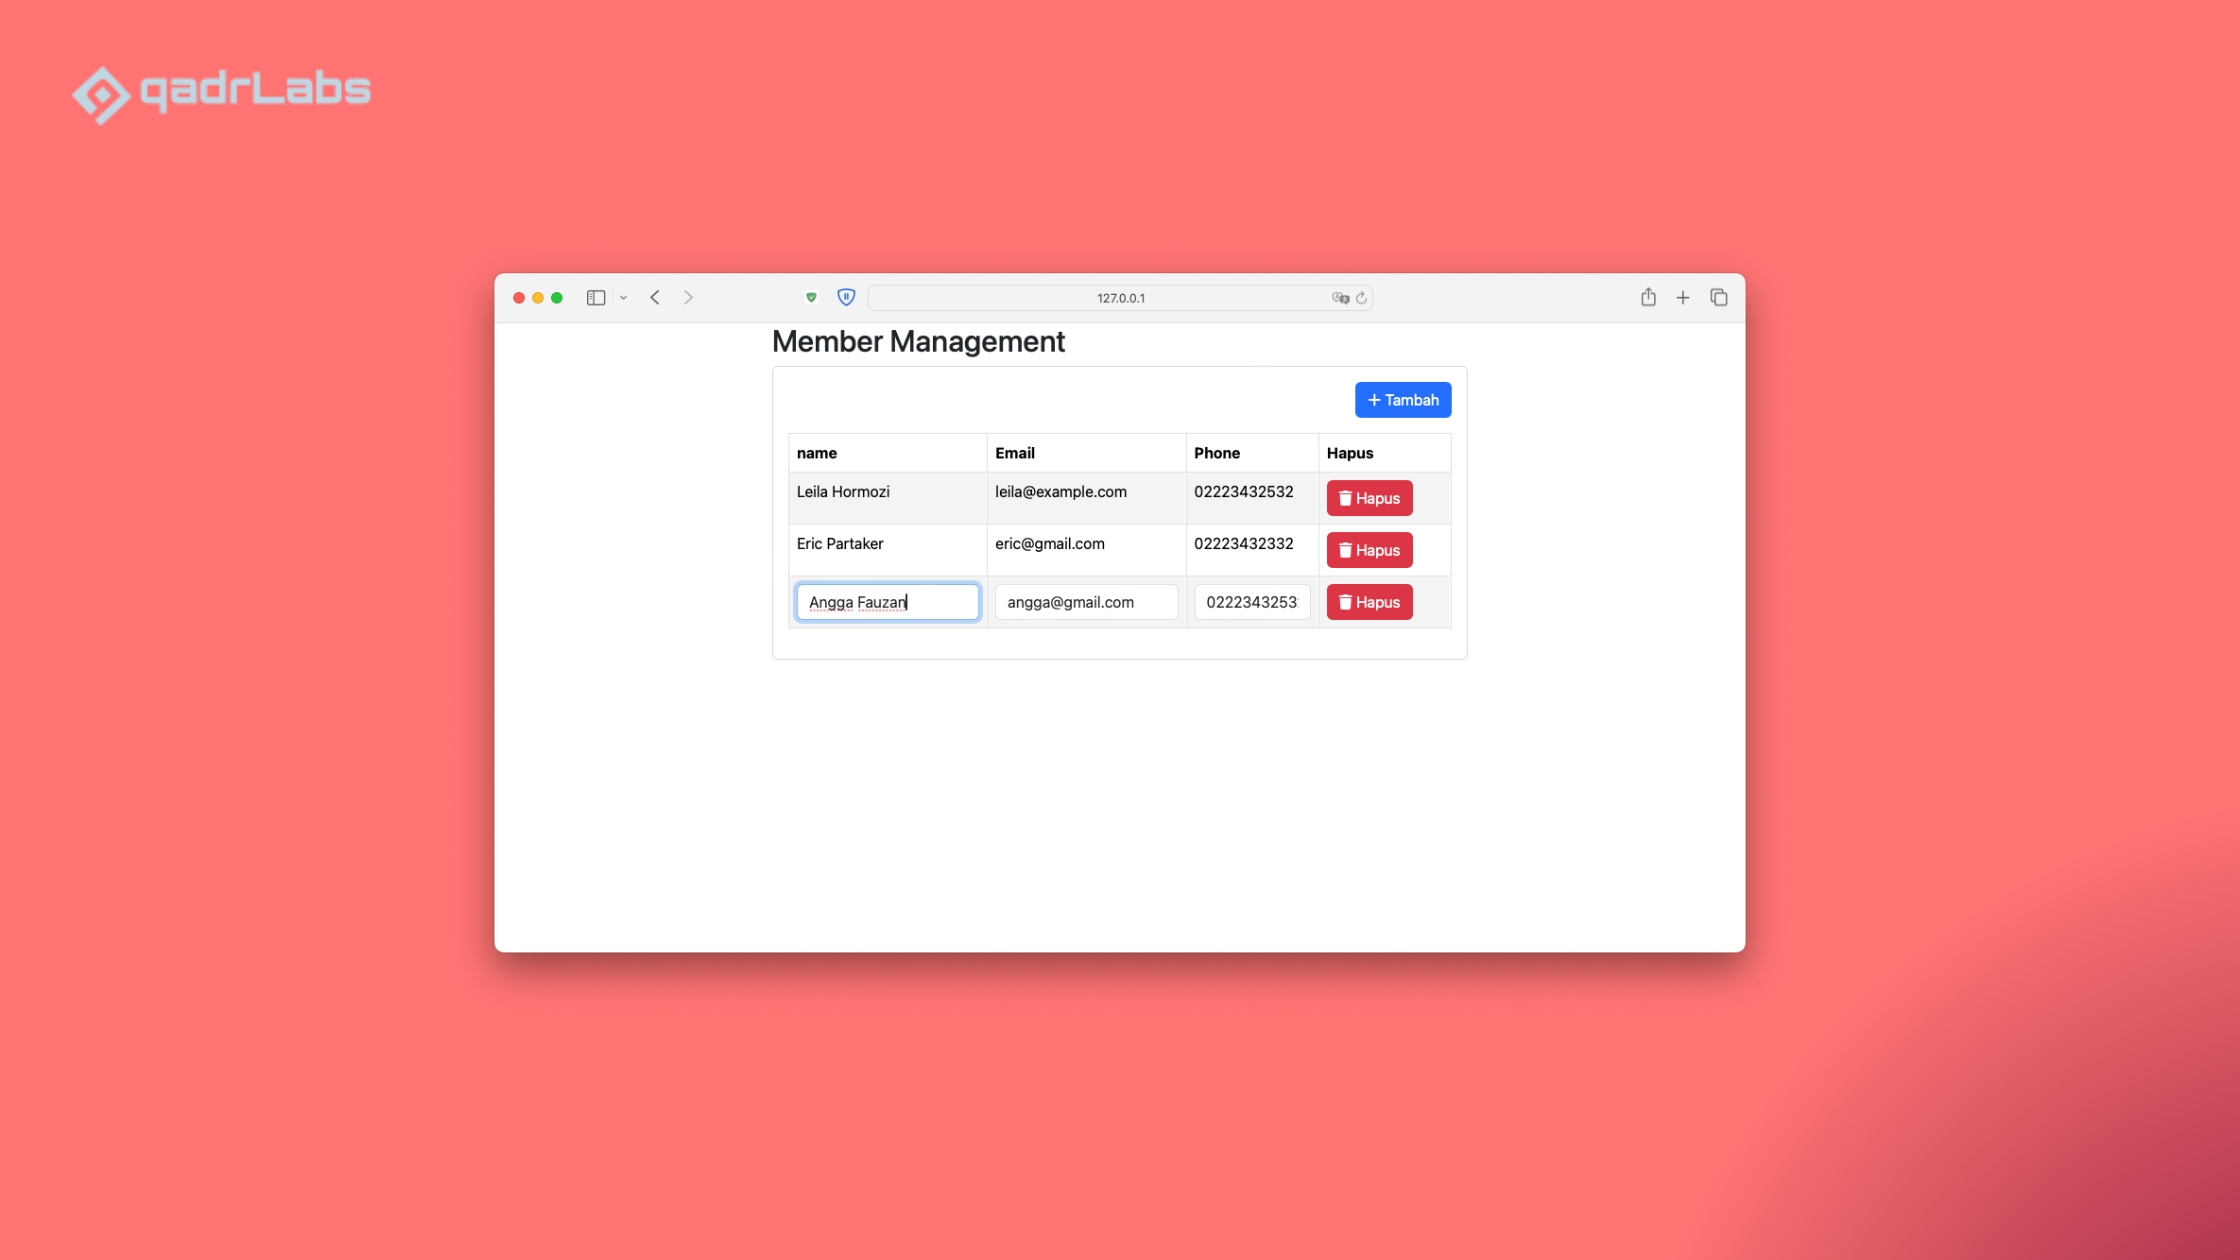 qadrLabs
127.0.0.1
Member Management
+ Tambah
name Email Phone Hapus
Leila Hormozi leila@example.com 02223432532 Hapus
Eric Partaker eric@gmail.com 02223432332 Hapus
Angga Fauzan angga@gmail.com 0222343253 Hapus